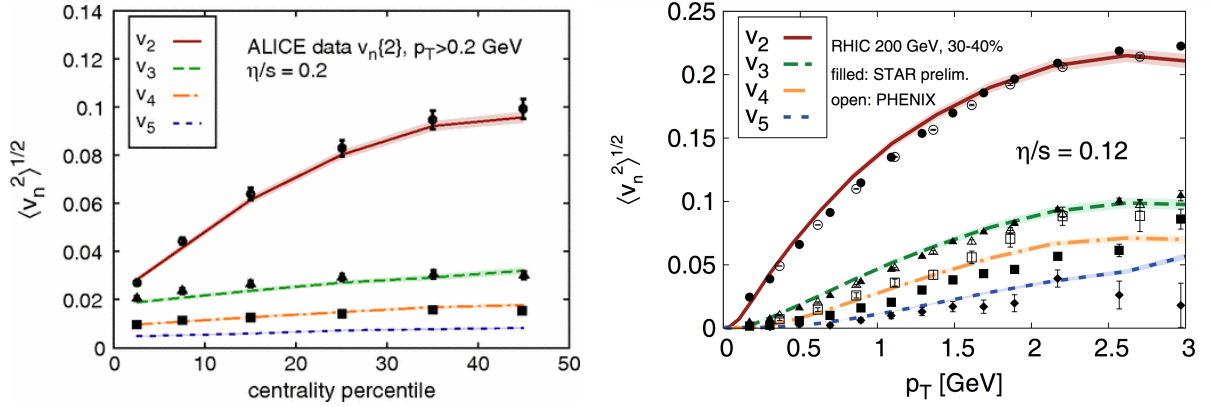 0.14
0.12
0.1
0.08
0.06
0.04
0.02
0
⟨vₙ²⟩^1/2
v₂
v₃
v₄
v₅
ALICE data vₙ{2}, p_T>0.2 GeV
η/s = 0.2
0 10 20 30 40 50
centrality percentile
0.25
0.2
0.15
0.1
0.05
0
⟨vₙ²⟩^1/2
v₂
v₃
v₄
v₅
RHIC 200 GeV, 30-40%
filled: STAR prelim.
open: PHENIX
η/s = 0.12
0 0.5 1 1.5 2 2.5 3
p_T [GeV]